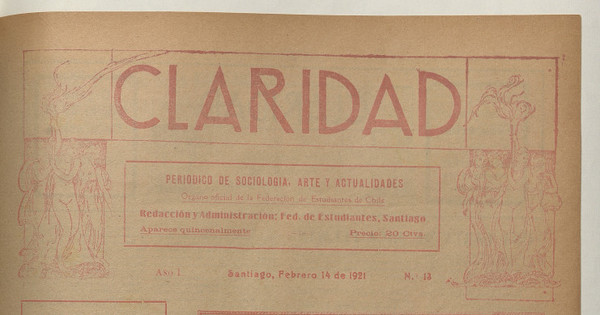 CLARIDAD
PERIODICO DE SOCIOLOGIA, ARTE Y ACTUALIDADES
Organo oficial de la Federación de Estudiantes de Chile
Redacción y Administración: Fed. de Estudiantes, Santiago
Aparece quincenalmente Precio: 20 Ctvs.
AÑO I Santiago, Febrero 14 de 1921 N.° 13